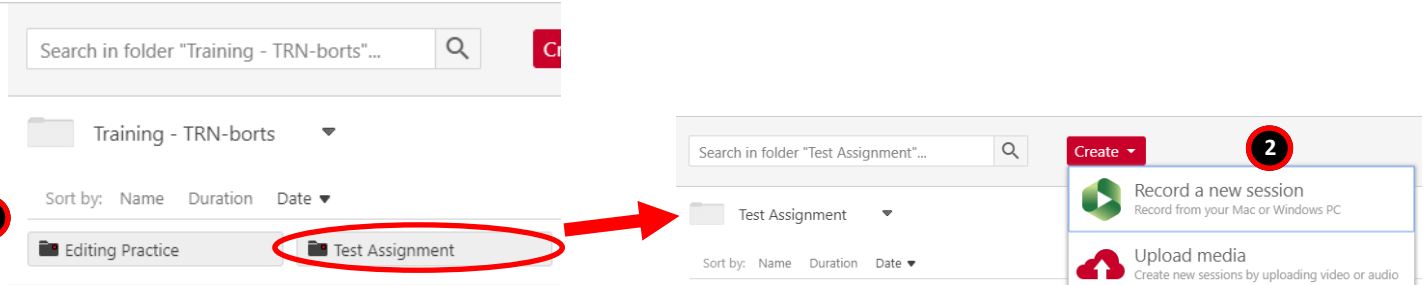 Search in folder "Training - TRN-borts"...
Training - TRN-borts
Sort by: Name Duration Date
Editing Practice Test Assignment
Search in folder "Test Assignment"...
Create
2
Record a new session
Record from your Mac or Windows PC
Test Assignment
Upload media
Create new sessions by uploading video or audio
Sort by: Name Duration Date